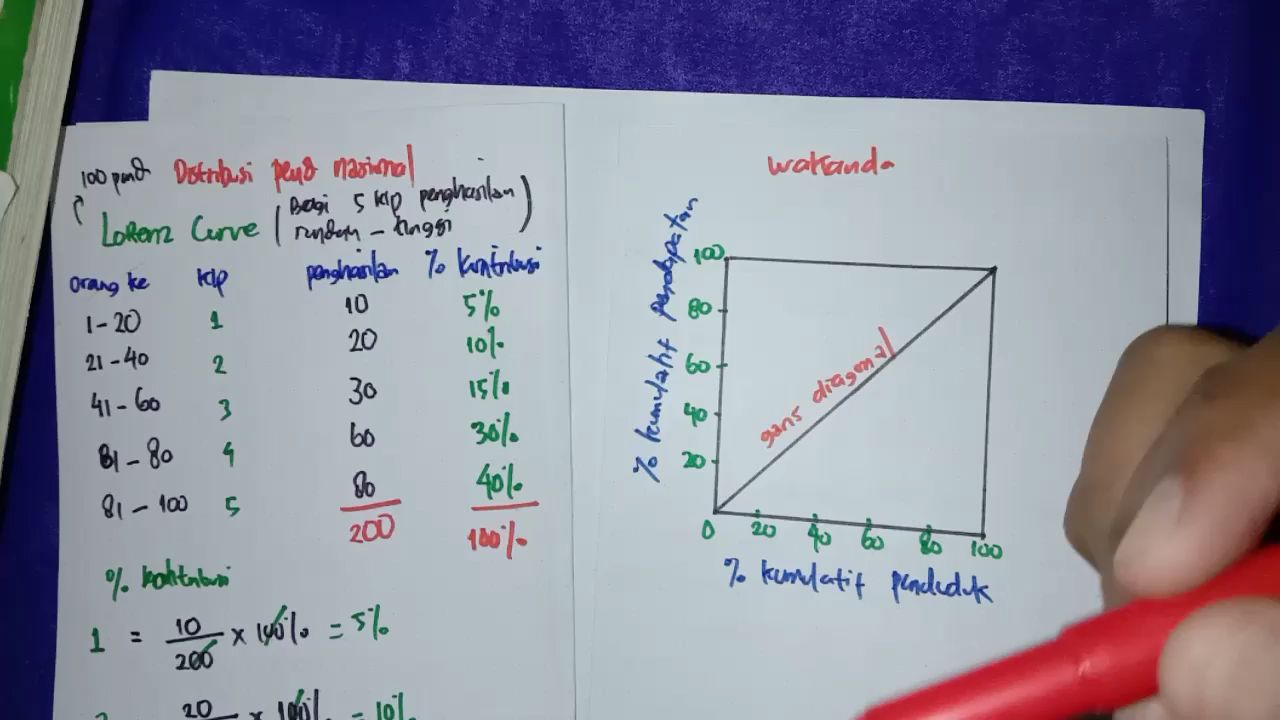 100 pend Distribusi pend nasional
Lorenz Curve (Bagi 5 klp penghasilan
rendah - tinggi)
orang ke klp penghasilan % kontribusi
1-20 1 10 5%
21-40 2 20 10%
41-60 3 30 15%
81-80 4 60 30%
81-100 5 80 40%
200 100%
% kontribusi
1 = 10/200 x 100% = 5%
20 x 100% = 10%
wakanda
% kumulatif pendapatan
100
80
60
40
20
0 20 40 60 80 100
garis diagonal
% kumulatif penduduk